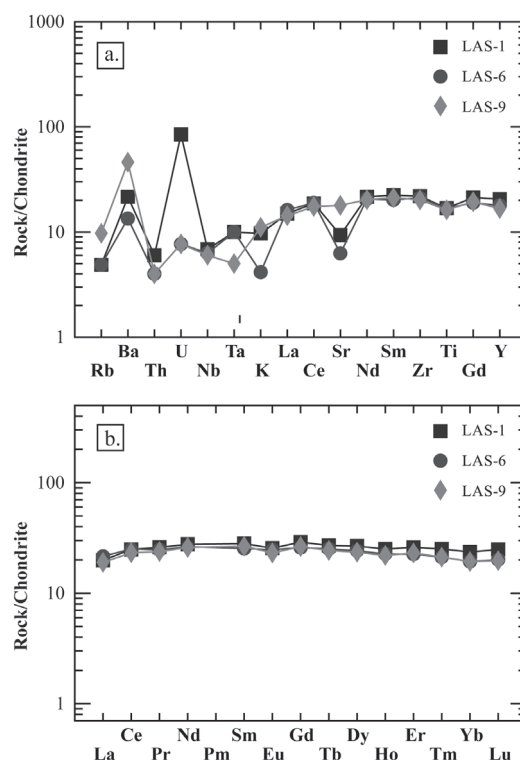 1000
a.
LAS-1
LAS-6
LAS-9
100
10
1
Rock/Chondrite
Ba U Ta La Sr Sm Ti Y
Rb Th Nb K Ce Nd Zr Gd
b.
LAS-1
LAS-6
LAS-9
100
10
1
Rock/Chondrite
Ce Nd Sm Gd Dy Er Yb
La Pr Pm Eu Tb Ho Tm Lu